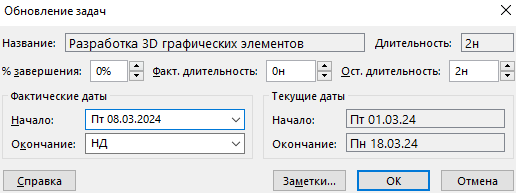 Обновление задач
Название: Разработка 3D графических элементов Длительность: 2н
% завершения: 0% Факт. длительность: 0н Ост. длительность: 2н
Фактические даты Текущие даты
Начало: Пт 08.03.2024 Начало: Пт 01.03.24
Окончание: НД Окончание: Пн 18.03.24
Справка Заметки... ОК Отмена